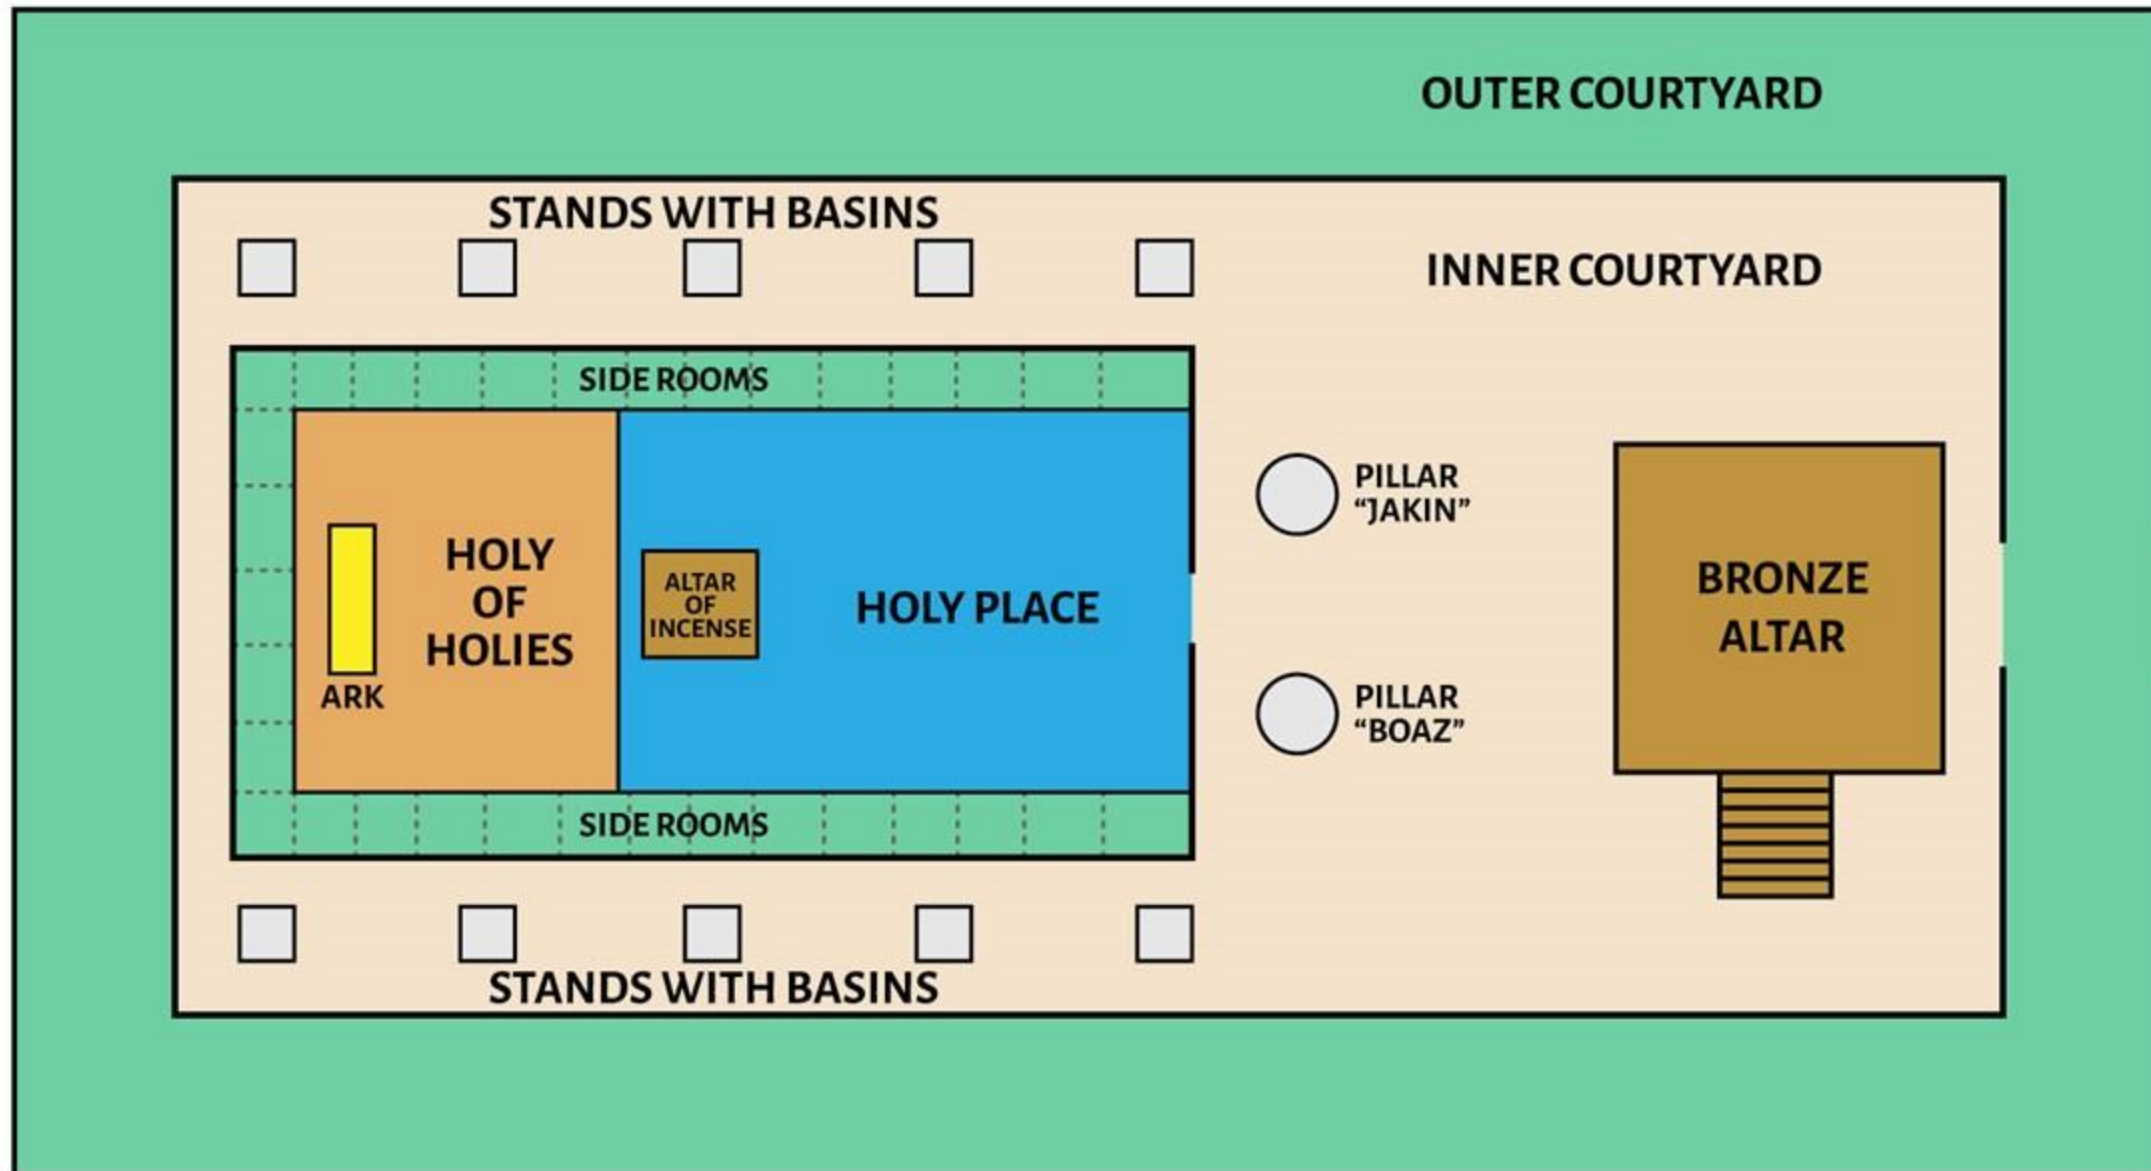 OUTER COURTYARD
STANDS WITH BASINS
INNER COURTYARD
SIDE ROOMS
PILLAR
“JAKIN”
HOLY
OF
HOLIES
ARK
ALTAR
OF
INCENSE
HOLY PLACE
BRONZE
ALTAR
PILLAR
“BOAZ”
SIDE ROOMS
STANDS WITH BASINS